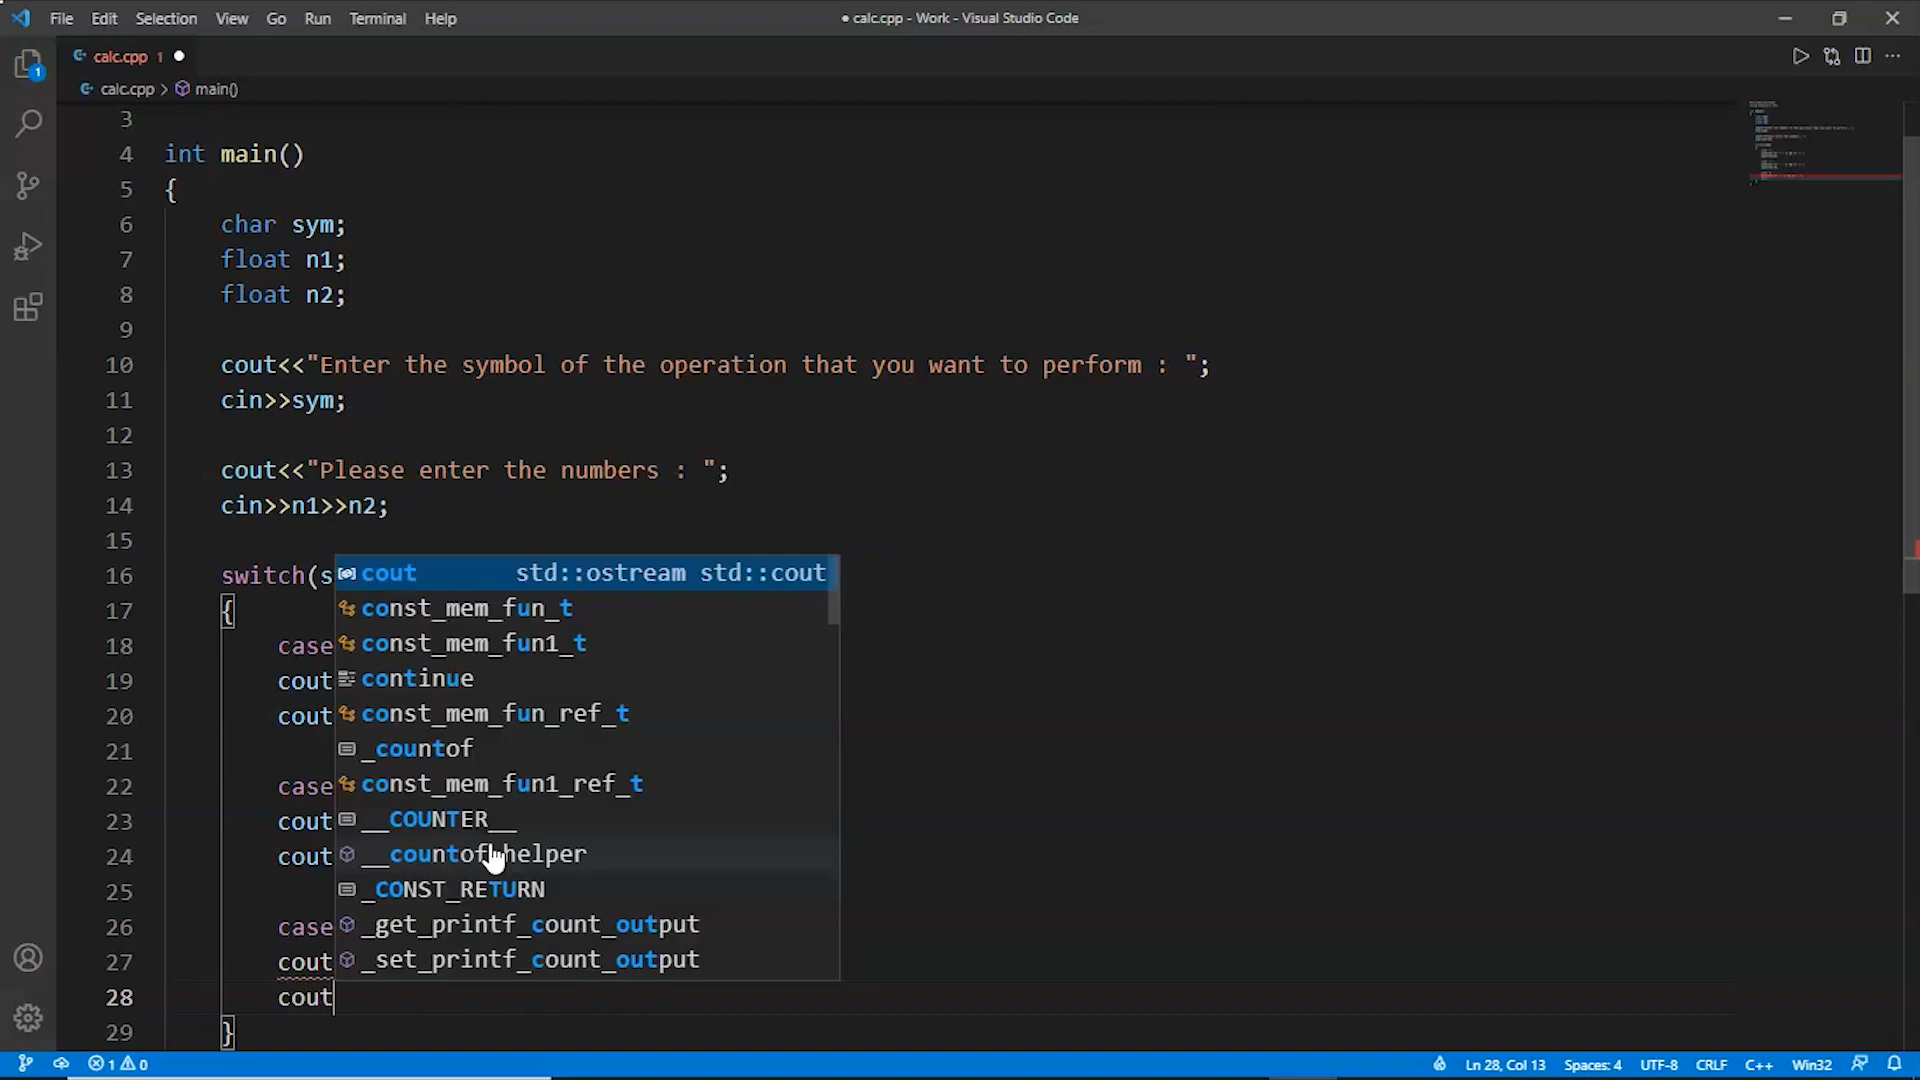 File Edit Selection View Go Run Terminal Help
● calc.cpp - Work - Visual Studio Code
calc.cpp 1 ●
calc.cpp > main()
3
4 int main()
5 {
6 char sym;
7 float n1;
8 float n2;
9
10 cout<<"Enter the symbol of the operation that you want to perform : ";
11 cin>>sym;
12
13 cout<<"Please enter the numbers : ";
14 cin>>n1>>n2;
15
16 switch(s
17 {
18 case
19 cout
20 cout
21
22 case
23 cout
24 cout
25
26 case
27 cout
28 cout
29 }
cout std::ostream std::cout
const_mem_fun_t
const_mem_fun1_t
continue
const_mem_fun_ref_t
_countof
const_mem_fun1_ref_t
__COUNTER__
__countof_helper
_CONST_RETURN
_get_printf_count_output
_set_printf_count_output
1
1 0
Ln 28, Col 13 Spaces: 4 UTF-8 CRLF C++ Win32